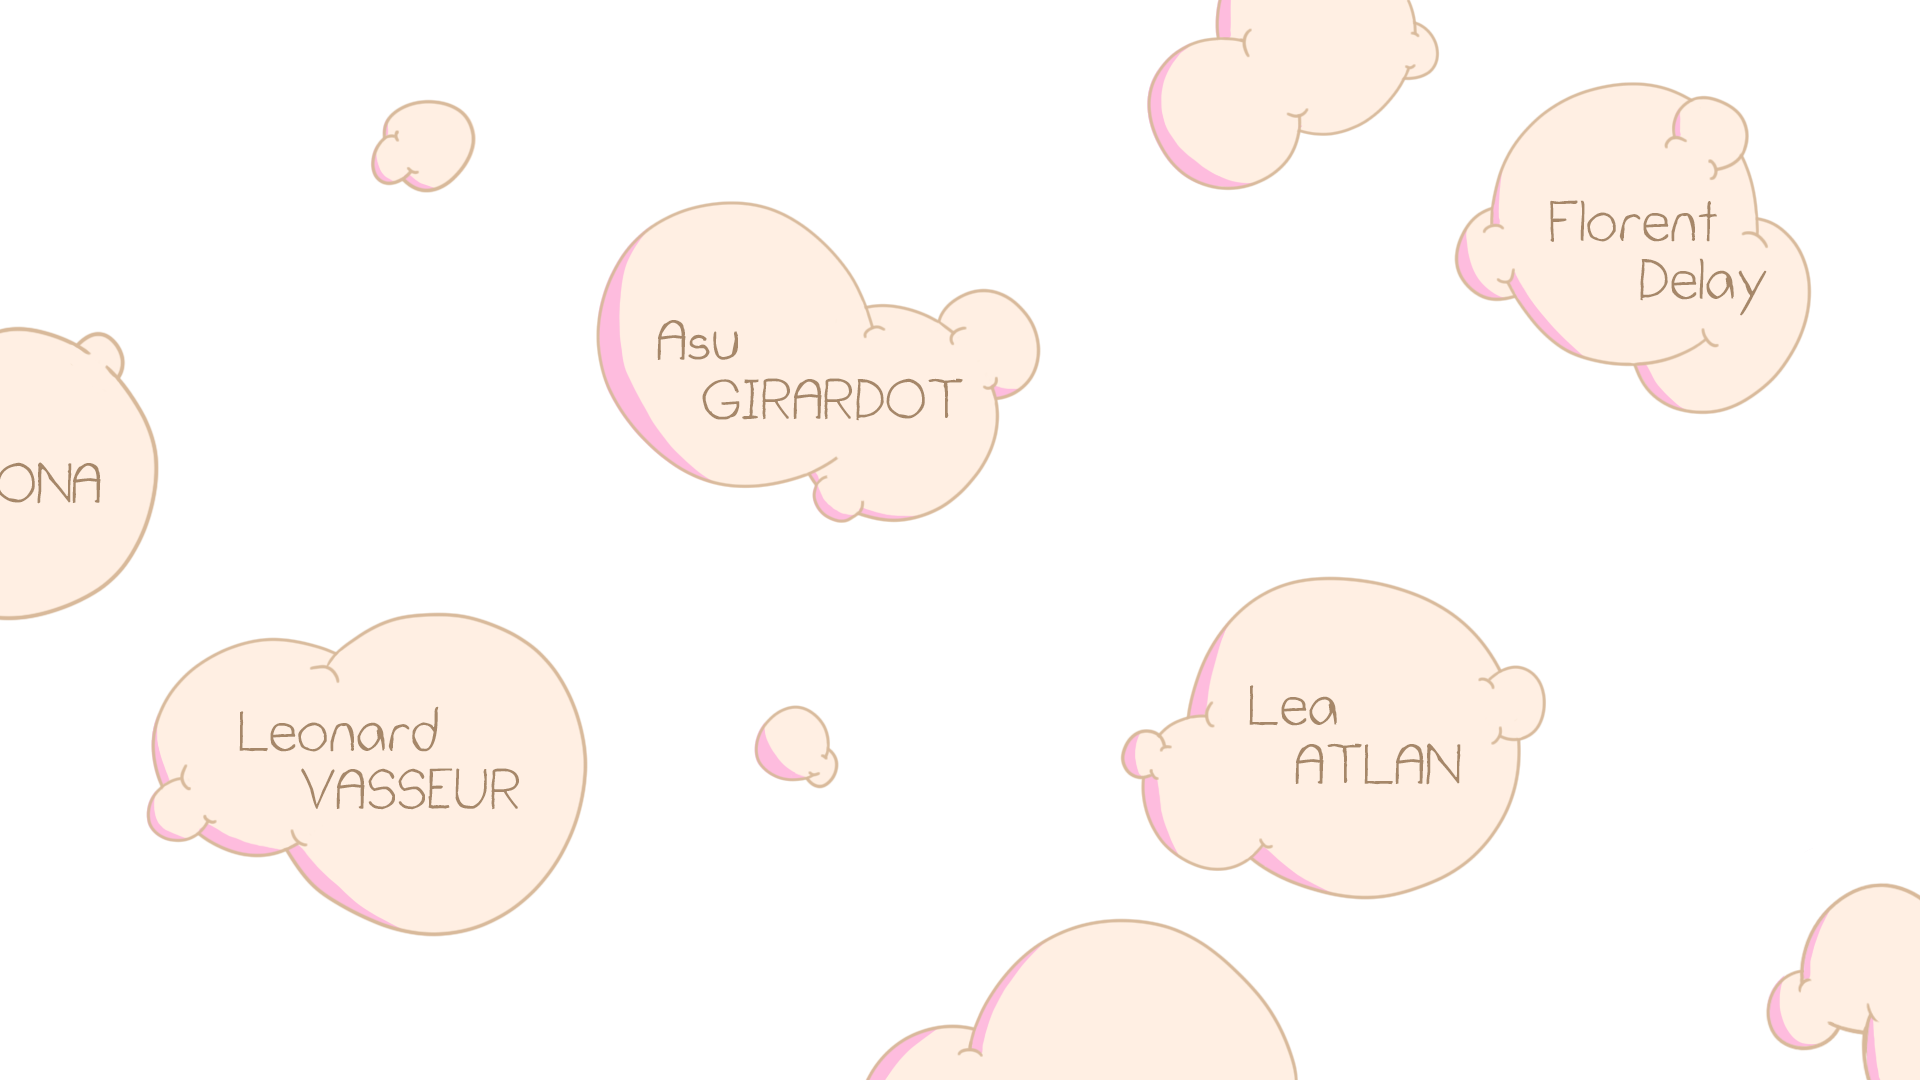 Florent
Delay
Asu
GIRARDOT
ONA
Leonard
VASSEUR
Lea
ATLAN